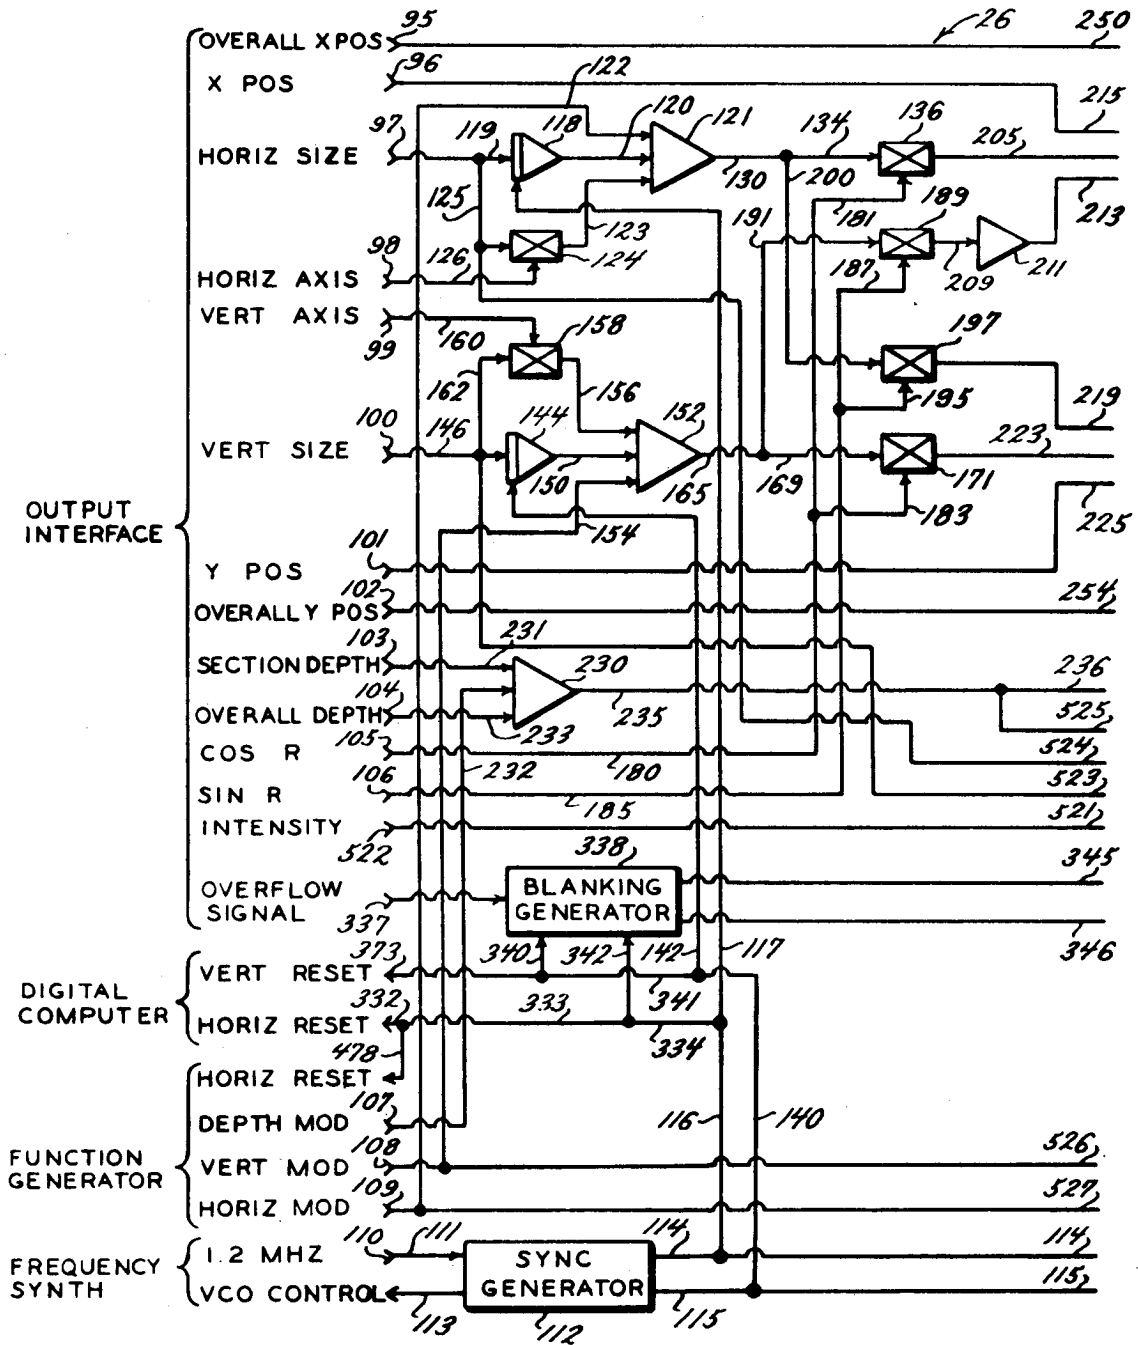 95
26
250
OVERALL X POS
96
X POS
122
215
97
119
118
120
121
134
136
205
HORIZ SIZE
130
200
125
123
191
181
189
213
98
126
124
187
209
211
HORIZ AXIS
VERT AXIS
99
160
158
197
162
156
195
219
100
146
144
152
223
VERT SIZE
150
165
169
171
154
183
225
OUTPUT
INTERFACE
101
Y POS
102
OVERALL Y POS
254
103
231
SECTION DEPTH
230
236
104
OVERALL DEPTH
233
235
525
105
COS R
232
180
524
106
SIN R
185
523
INTENSITY
522
521
338
345
OVERFLOW
SIGNAL
337
BLANKING
GENERATOR
346
373
340
342
142
117
VERT RESET
341
DIGITAL
COMPUTER
332
333
HORIZ RESET
334
478
HORIZ RESET
107
DEPTH MOD
116
140
108
FUNCTION
GENERATOR
VERT MOD
526
109
HORIZ MOD
527
110
111
114
114
1.2 MHZ
SYNC
GENERATOR
FREQUENCY
SYNTH
VCO CONTROL
115
113
112
115